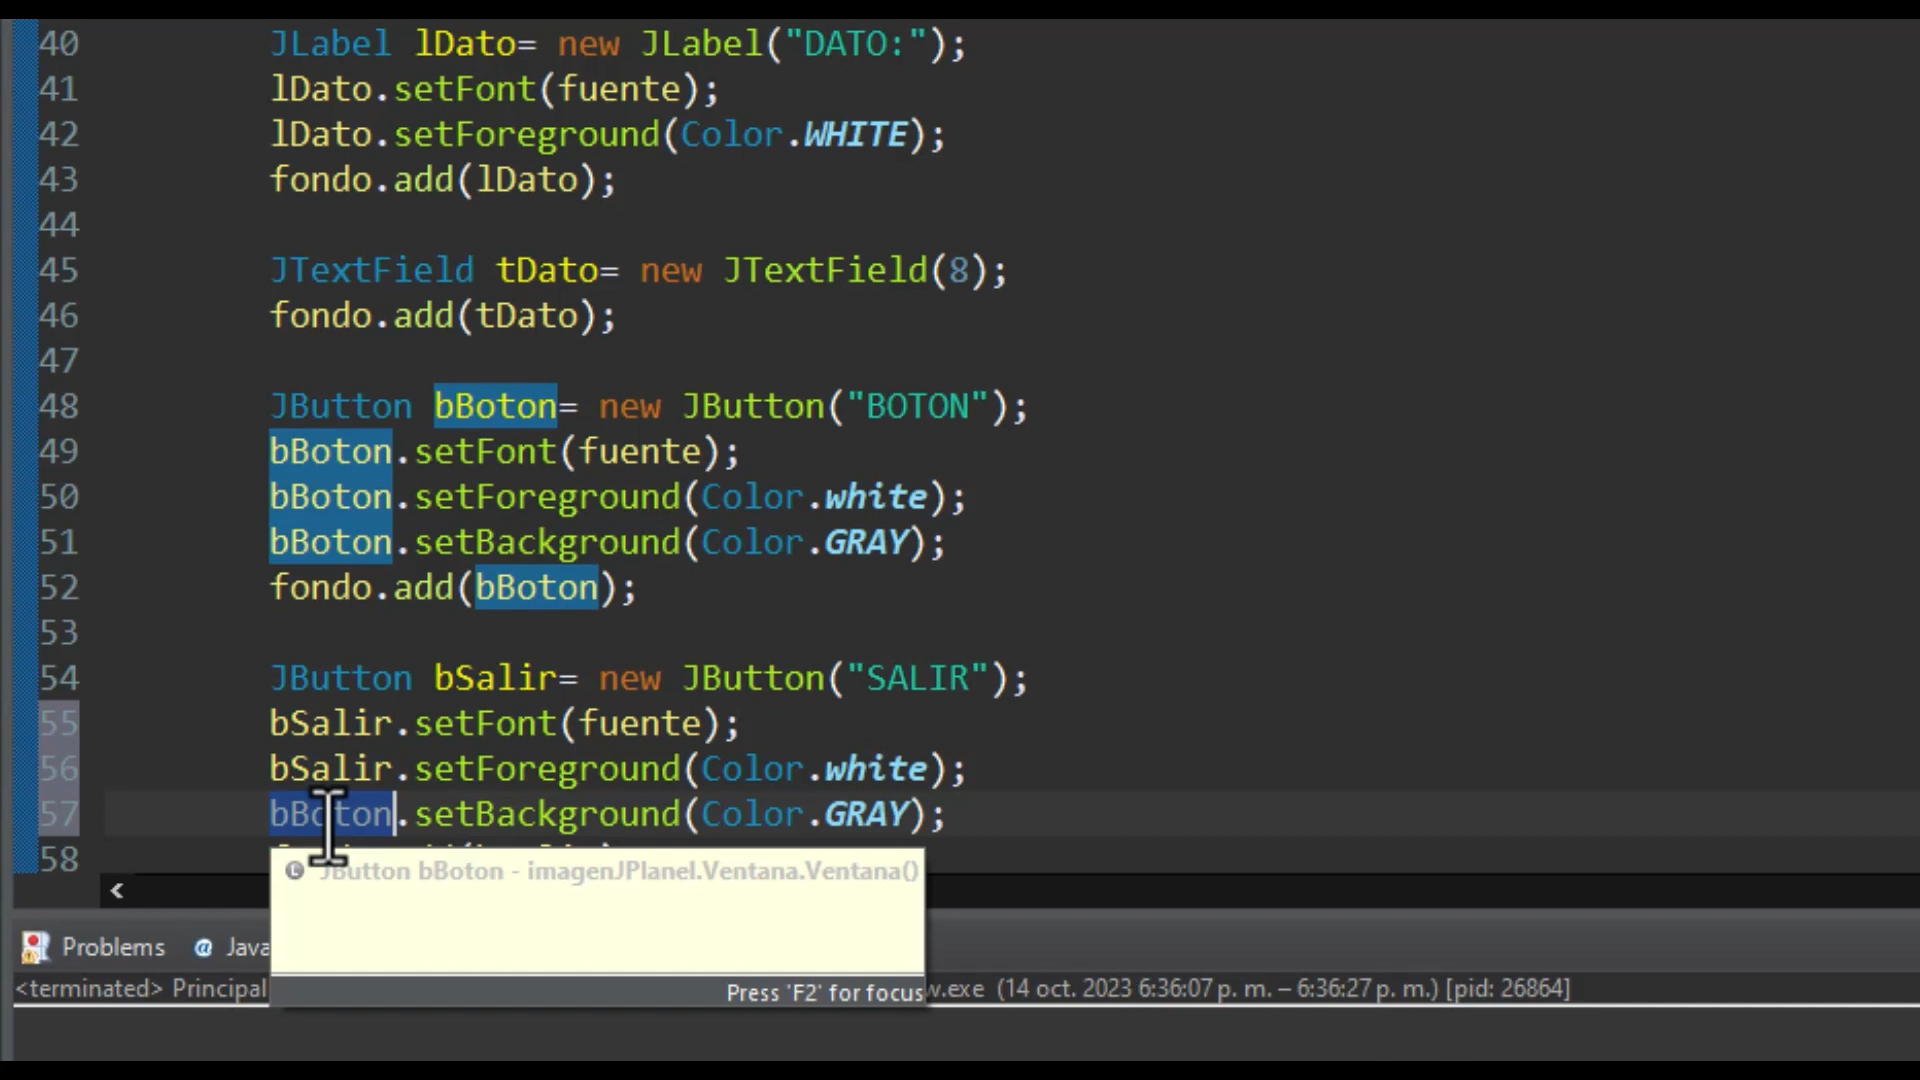 40 JLabel lDato= new JLabel("DATO:");
41 lDato.setFont(fuente);
42 lDato.setForeground(Color.WHITE);
43 fondo.add(lDato);
44
45 JTextField tDato= new JTextField(8);
46 fondo.add(tDato);
47
48 JButton bBoton= new JButton("BOTON");
49 bBoton.setFont(fuente);
50 bBoton.setForeground(Color.white);
51 bBoton.setBackground(Color.GRAY);
52 fondo.add(bBoton);
53
54 JButton bSalir= new JButton("SALIR");
55 bSalir.setFont(fuente);
56 bSalir.setForeground(Color.white);
57 bBoton.setBackground(Color.GRAY);
58
JButton bBoton - imagenJPlanel.Ventana.Ventana()
Press 'F2' for focus
Problems @ Java
<terminated> Principal w.exe (14 oct. 2023 6:36:07 p. m. – 6:36:27 p. m.) [pid: 26864]